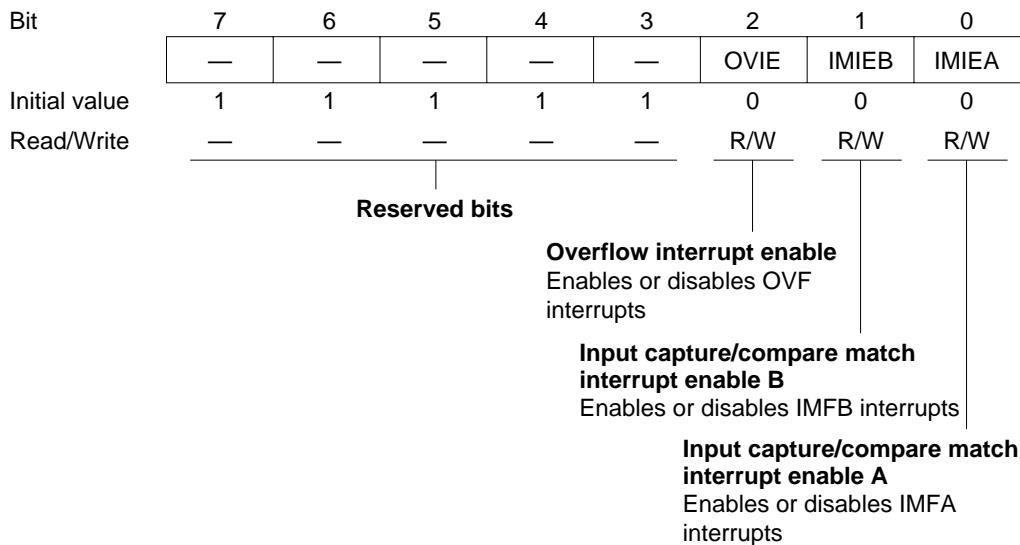 Bit 7 6 5 4 3 2 1 0
— — — — — OVIE IMIEB IMIEA
Initial value 1 1 1 1 1 0 0 0
Read/Write — — — — — R/W R/W R/W
Reserved bits
Overflow interrupt enable
Enables or disables OVF
interrupts
Input capture/compare match
interrupt enable B
Enables or disables IMFB interrupts
Input capture/compare match
interrupt enable A
Enables or disables IMFA
interrupts